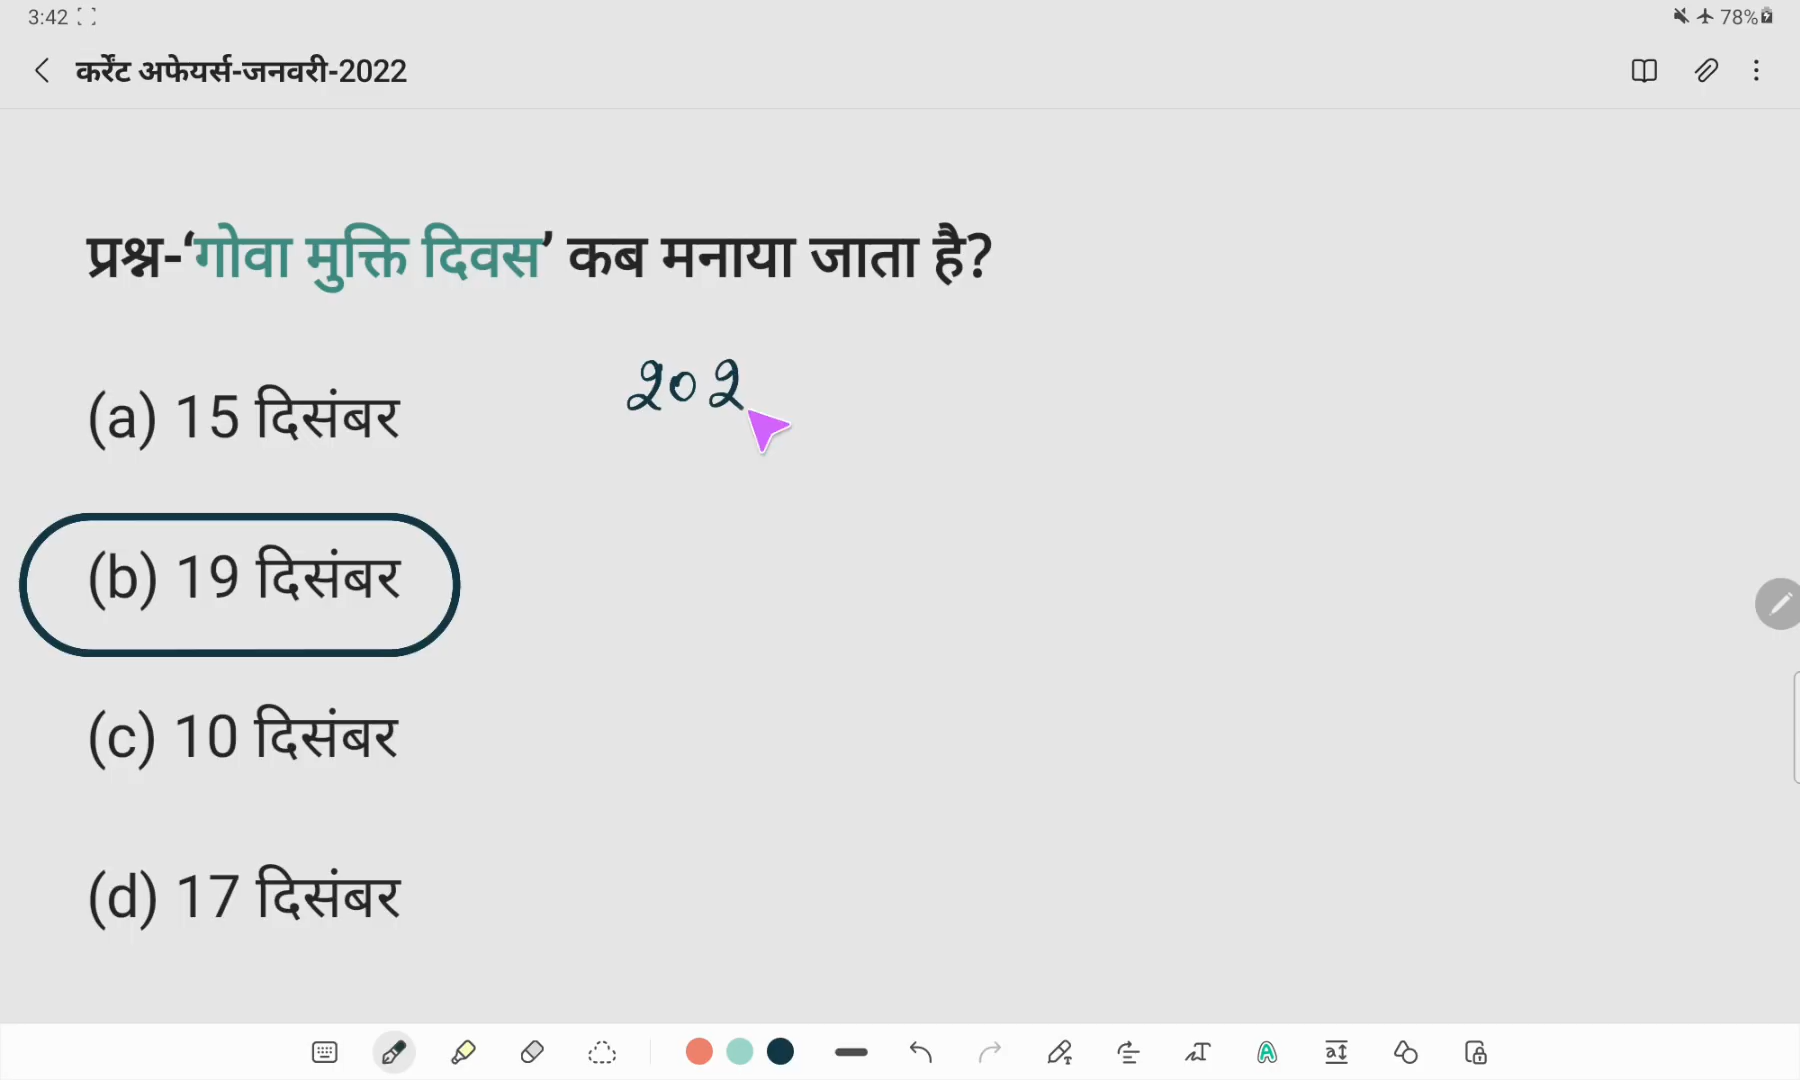 3:42
78%
करेंट अफेयर्स-जनवरी-2022
प्रश्न-‘गोवा मुक्ति दिवस’ कब मनाया जाता है?
202
(a) 15 दिसंबर
(b) 19 दिसंबर
(c) 10 दिसंबर
(d) 17 दिसंबर